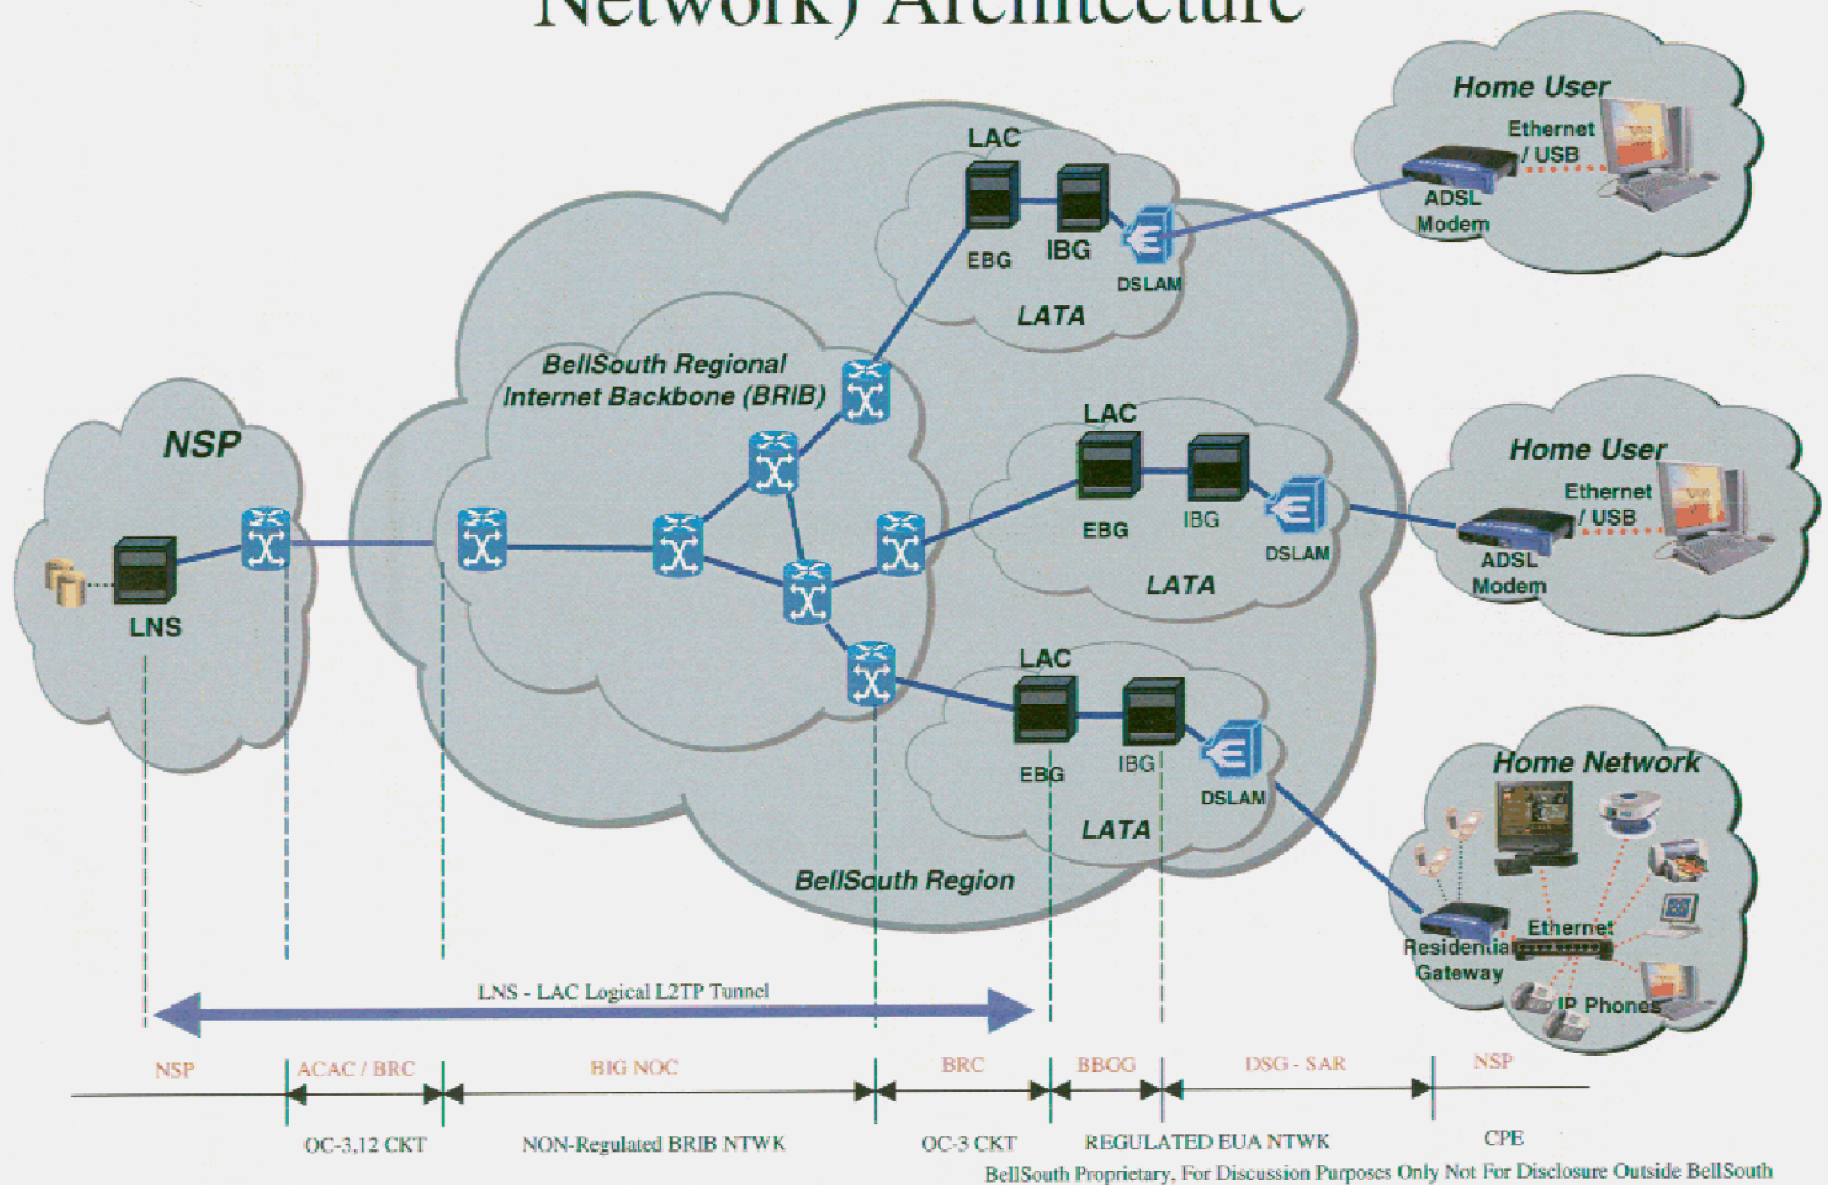 Network) Architecture
Home User
Ethernet
/ USB
ADSL
Modem
LAC
EBG
IBG
DSLAM
LATA
BellSouth Regional
Internet Backbone (BRIB)
NSP
LNS
LAC
EBG
IBG
DSLAM
LATA
Home User
Ethernet
/ USB
ADSL
Modem
LAC
EBG
IBG
DSLAM
LATA
BellSouth Region
Home Network
Ethernet
Residential
Gateway
IP Phones
LNS - LAC Logical L2TP Tunnel
NSP
ACAC / BRC
BIG NOC
BRC
BBGG
DSG - SAR
NSP
OC-3,12 CKT
NON-Regulated BRIB NTWK
OC-3 CKT
REGULATED EUA NTWK
CPE
BellSouth Proprietary, For Discussion Purposes Only Not For Disclosure Outside BellSouth